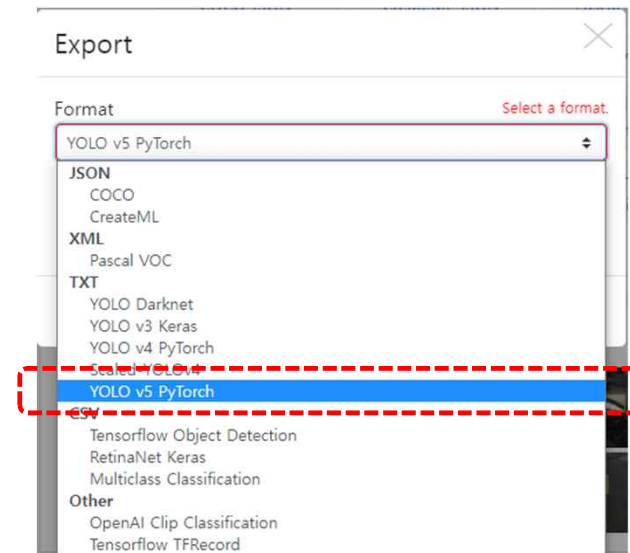 Export
Format
Select a format.
YOLO v5 PyTorch
JSON
COCO
CreateML
XML
Pascal VOC
TXT
YOLO Darknet
YOLO v3 Keras
YOLO v4 PyTorch
Scaled-YOLOv4
YOLO v5 PyTorch
CSV
Tensorflow Object Detection
RetinaNet Keras
Multiclass Classification
Other
OpenAI Clip Classification
Tensorflow TFRecord